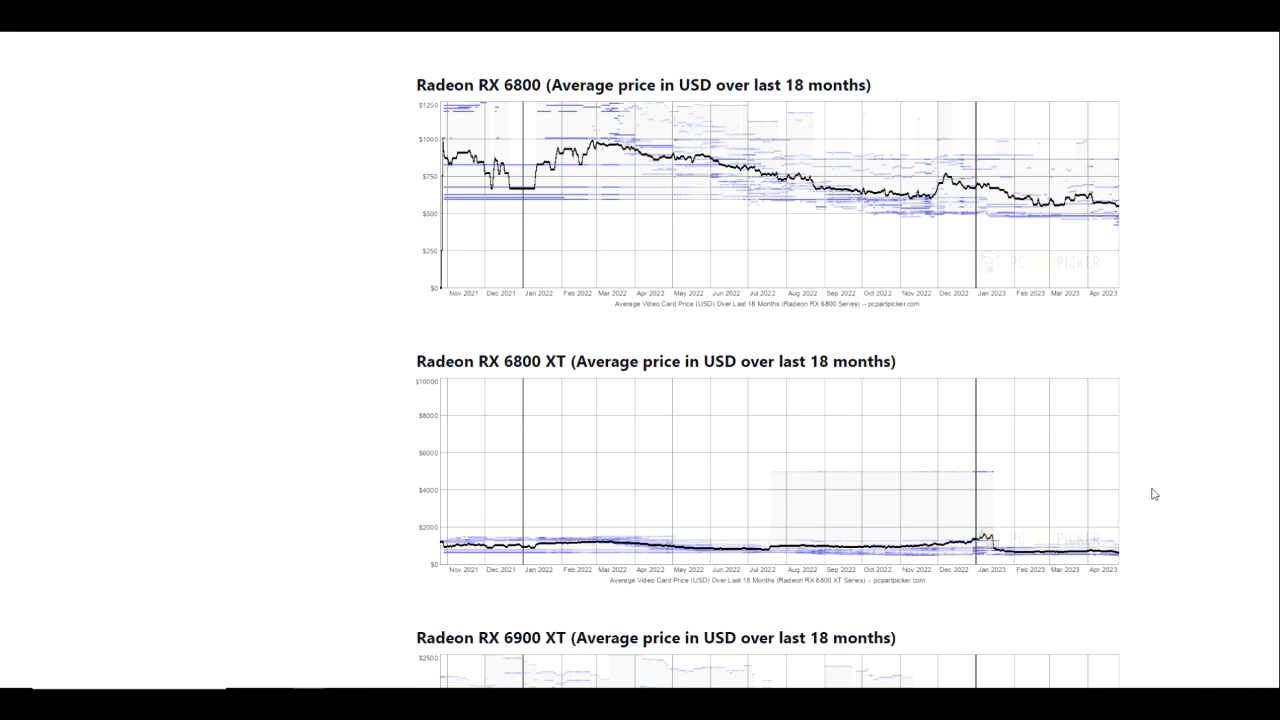 Radeon RX 6800 (Average price in USD over last 18 months)
$1250
$1000
$750
$500
$250
$0
Nov 2021 Dec 2021 Jan 2022 Feb 2022 Mar 2022 Apr 2022 May 2022 Jun 2022 Jul 2022 Aug 2022 Sep 2022 Oct 2022 Nov 2022 Dec 2022 Jan 2023 Feb 2023 Mar 2023 Apr 2023
Average Video Card Price (USD) Over Last 18 Months (Radeon RX 6800 Series) -- pcpartpicker.com
PCPARTPICKER
Radeon RX 6800 XT (Average price in USD over last 18 months)
$10000
$8000
$6000
$4000
$2000
$0
PCPARTPICKER
Nov 2021 Dec 2021 Jan 2022 Feb 2022 Mar 2022 Apr 2022 May 2022 Jun 2022 Jul 2022 Aug 2022 Sep 2022 Oct 2022 Nov 2022 Dec 2022 Jan 2023 Feb 2023 Mar 2023 Apr 2023
Average Video Card Price (USD) Over Last 18 Months (Radeon RX 6800 XT Series) -- pcpartpicker.com
Radeon RX 6900 XT (Average price in USD over last 18 months)
$2500